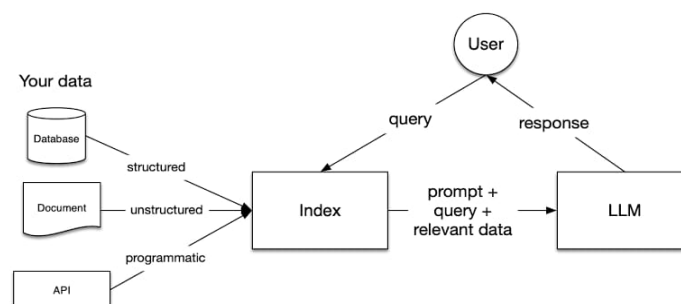 User
Your data
Database
query
response
structured
Document
unstructured
Index
prompt +
query +
relevant data
LLM
programmatic
API